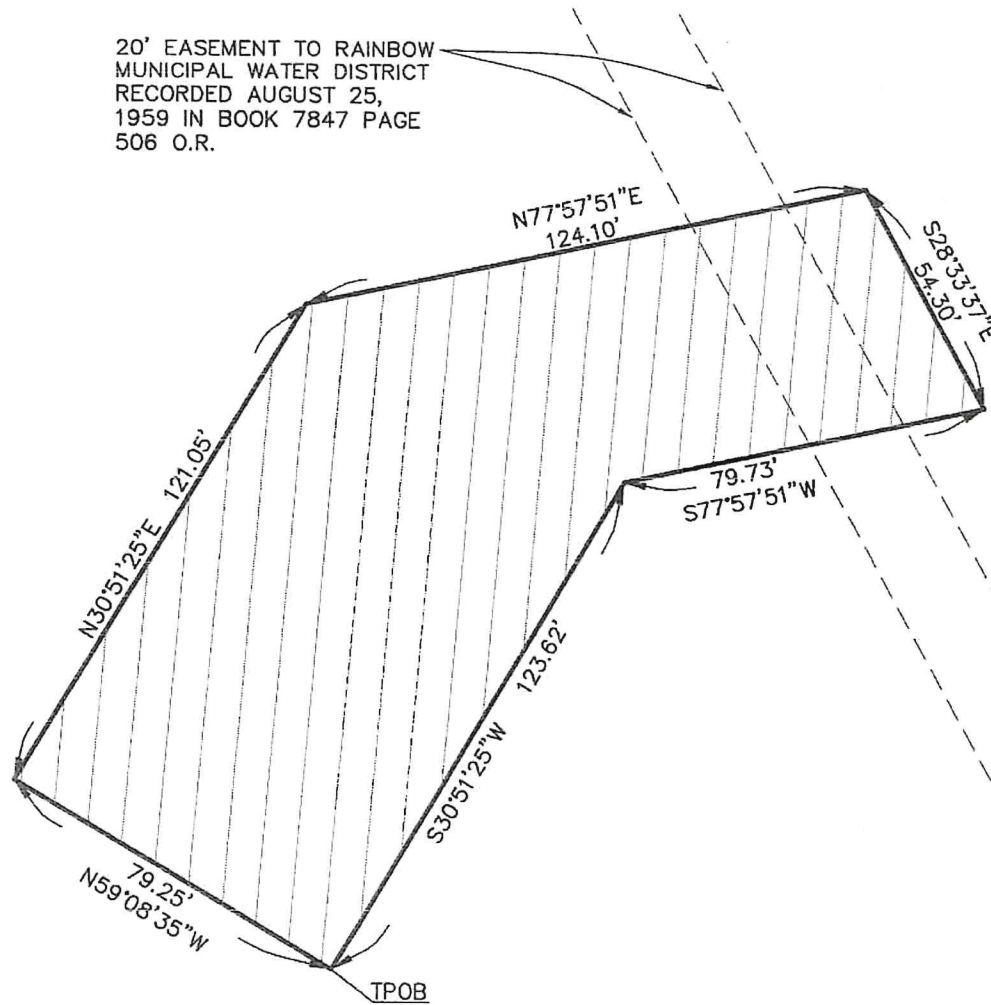 20' EASEMENT TO RAINBOW
MUNICIPAL WATER DISTRICT
RECORDED AUGUST 25,
1959 IN BOOK 7847 PAGE
506 O.R.
N77°57'51"E
124.10'
S28°33'37"E
54.30'
79.73'
S77°57'51"W
N30°51'25"E 121.05'
S30°51'25"W 123.62'
79.25'
N59°08'35"W
TPOB